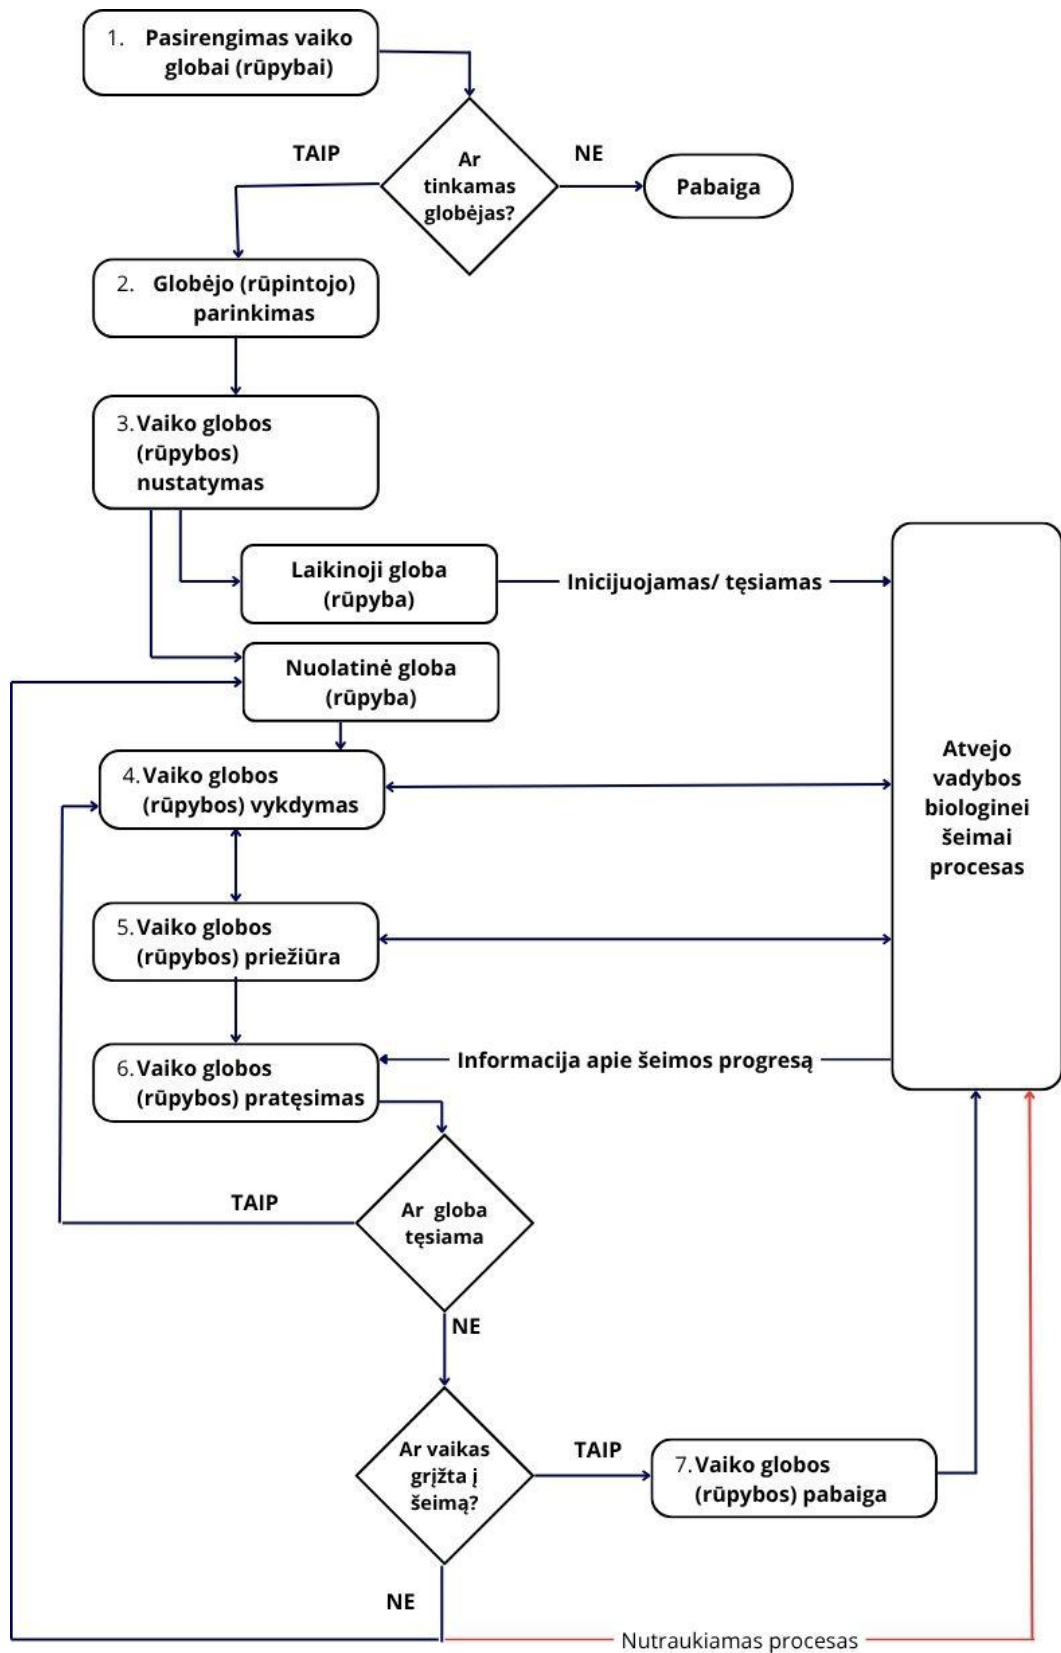 1. Pasirengimas vaiko
globai (rūpybai)
TAIP
Ar
tinkamas
globėjas?
NE
Pabaiga
2. Globėjo (rūpintojo)
parinkimas
3. Vaiko globos
(rūpybos)
nustatymas
Laikinoji globa
(rūpyba)
Inicijuojamas/ tęsiamas
Nuolatinė globa
(rūpyba)
Atvejo
vadybos
biologinei
šeimai
procesas
4. Vaiko globos
(rūpybos) vykdymas
5. Vaiko globos
(rūpybos) priežiūra
6. Vaiko globos
(rūpybos) pratęsimas
Informacija apie šeimos progresą
TAIP
Ar globa
tęsiama
NE
Ar vaikas
grįžta į
šeimą?
TAIP
7. Vaiko globos
(rūpybos) pabaiga
NE
Nutraukiamas procesas